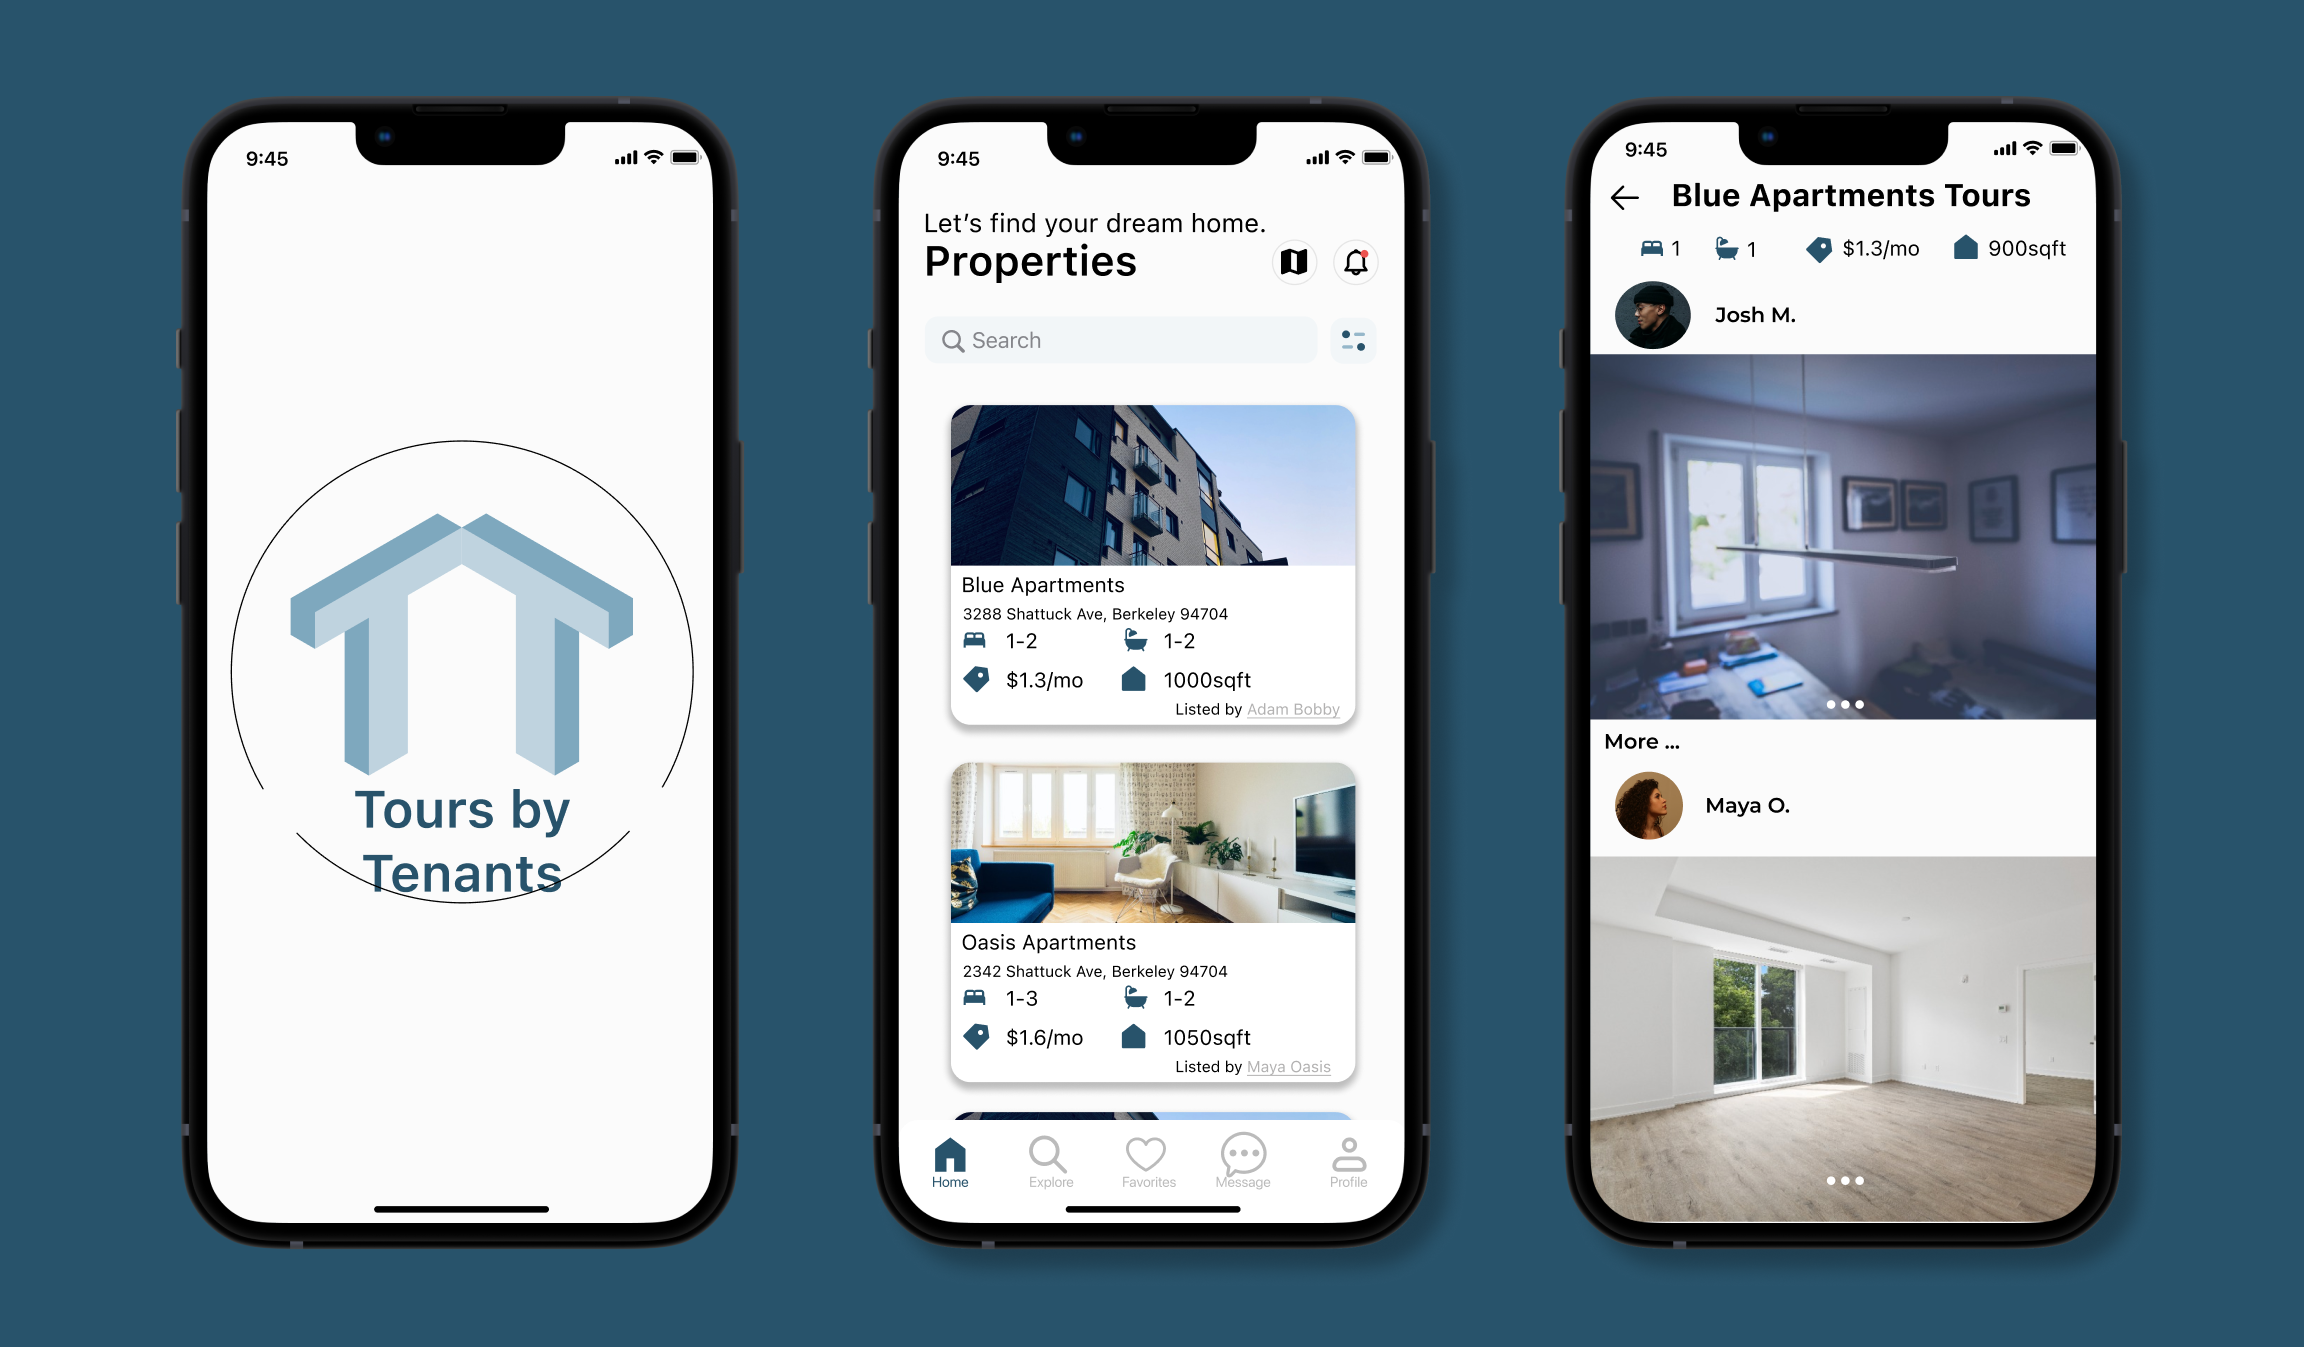 9:45
Tours by
Tenants
9:45
Let's find your dream home.
Properties
Search
Blue Apartments
3288 Shattuck Ave, Berkeley 94704
1-2 1-2
$1.3/mo 1000sqft
Listed by Adam Bobby
Oasis Apartments
2342 Shattuck Ave, Berkeley 94704
1-3 1-2
$1.6/mo 1050sqft
Listed by Maya Oasis
Home Explore Favorites Message Profile
9:45
Blue Apartments Tours
1 1 $1.3/mo 900sqft
Josh M.
More ...
Maya O.